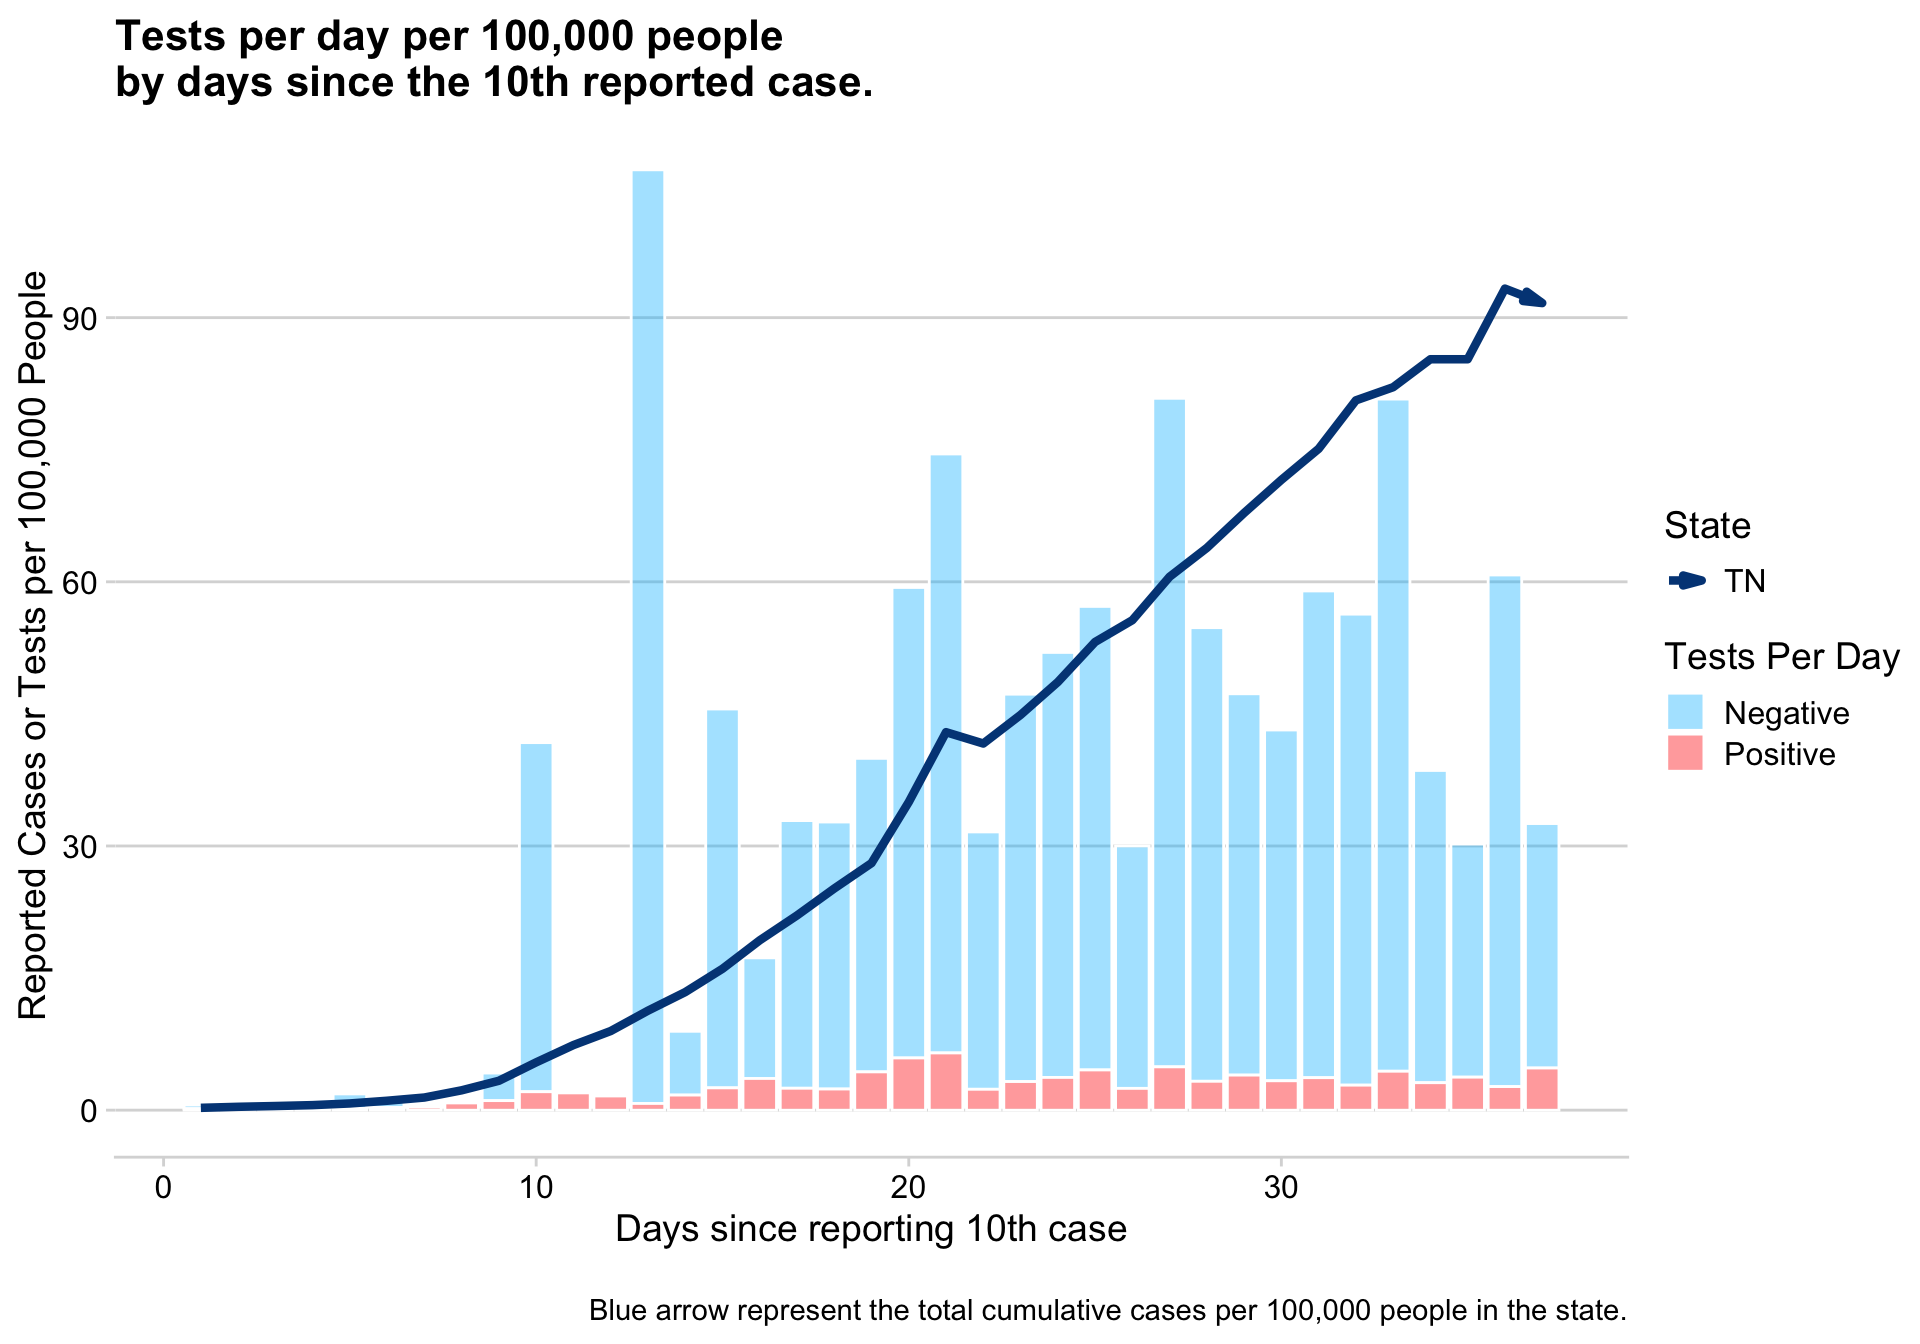 Tests per day per 100,000 people
by days since the 10th reported case.
Reported Cases or Tests per 100,000 People
90
60
30
0
0
10
20
30
Days since reporting 10th case
State
TN
Tests Per Day
Negative
Positive
Blue arrow represent the total cumulative cases per 100,000 people in the state.